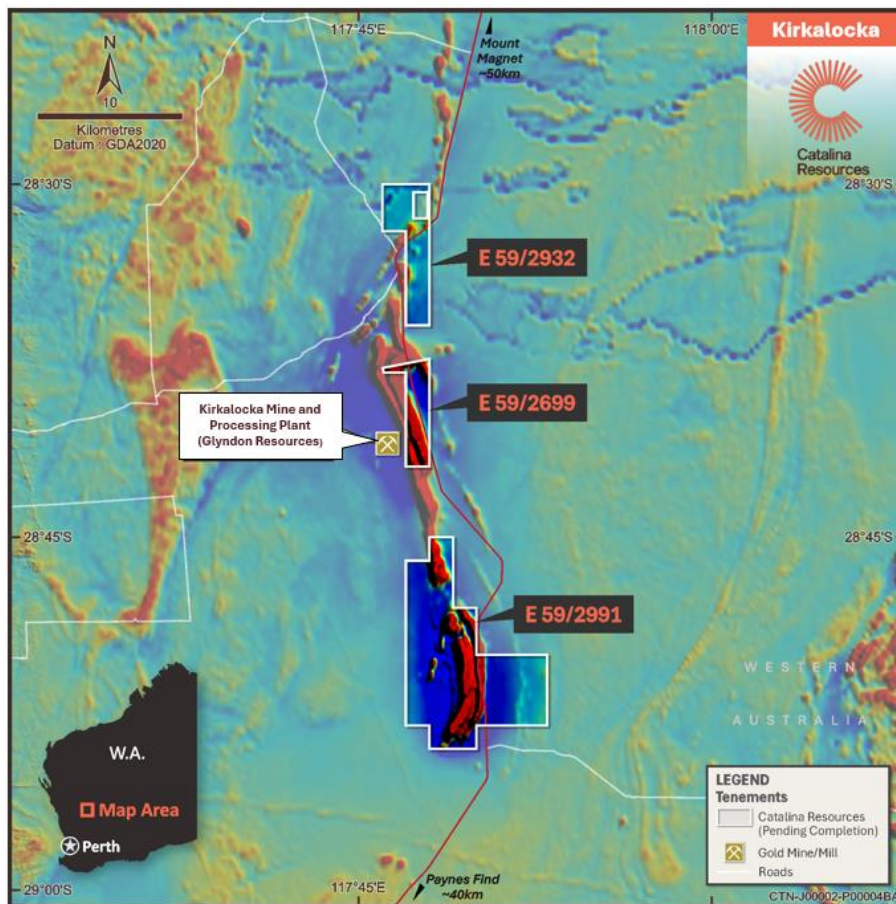 117°45'E
118°00'E
Kirkalocka
Mount
Magnet
~50km
N
10
Kilometres
Datum : GDA2020
Catalina
Resources
28°30'S
28°30'S
E 59/2932
E 59/2699
Kirkalocka Mine and
Processing Plant
(Glyndon Resources)
28°45'S
28°45'S
E 59/2991
WESTERN
AUSTRALIA
W.A.
Map Area
Perth
LEGEND
Tenements
Catalina Resources
(Pending Completion)
Gold Mine/Mill
Roads
29°00'S
117°45'E
Paynes Find
~40km
CTN-J00002-P00004BA